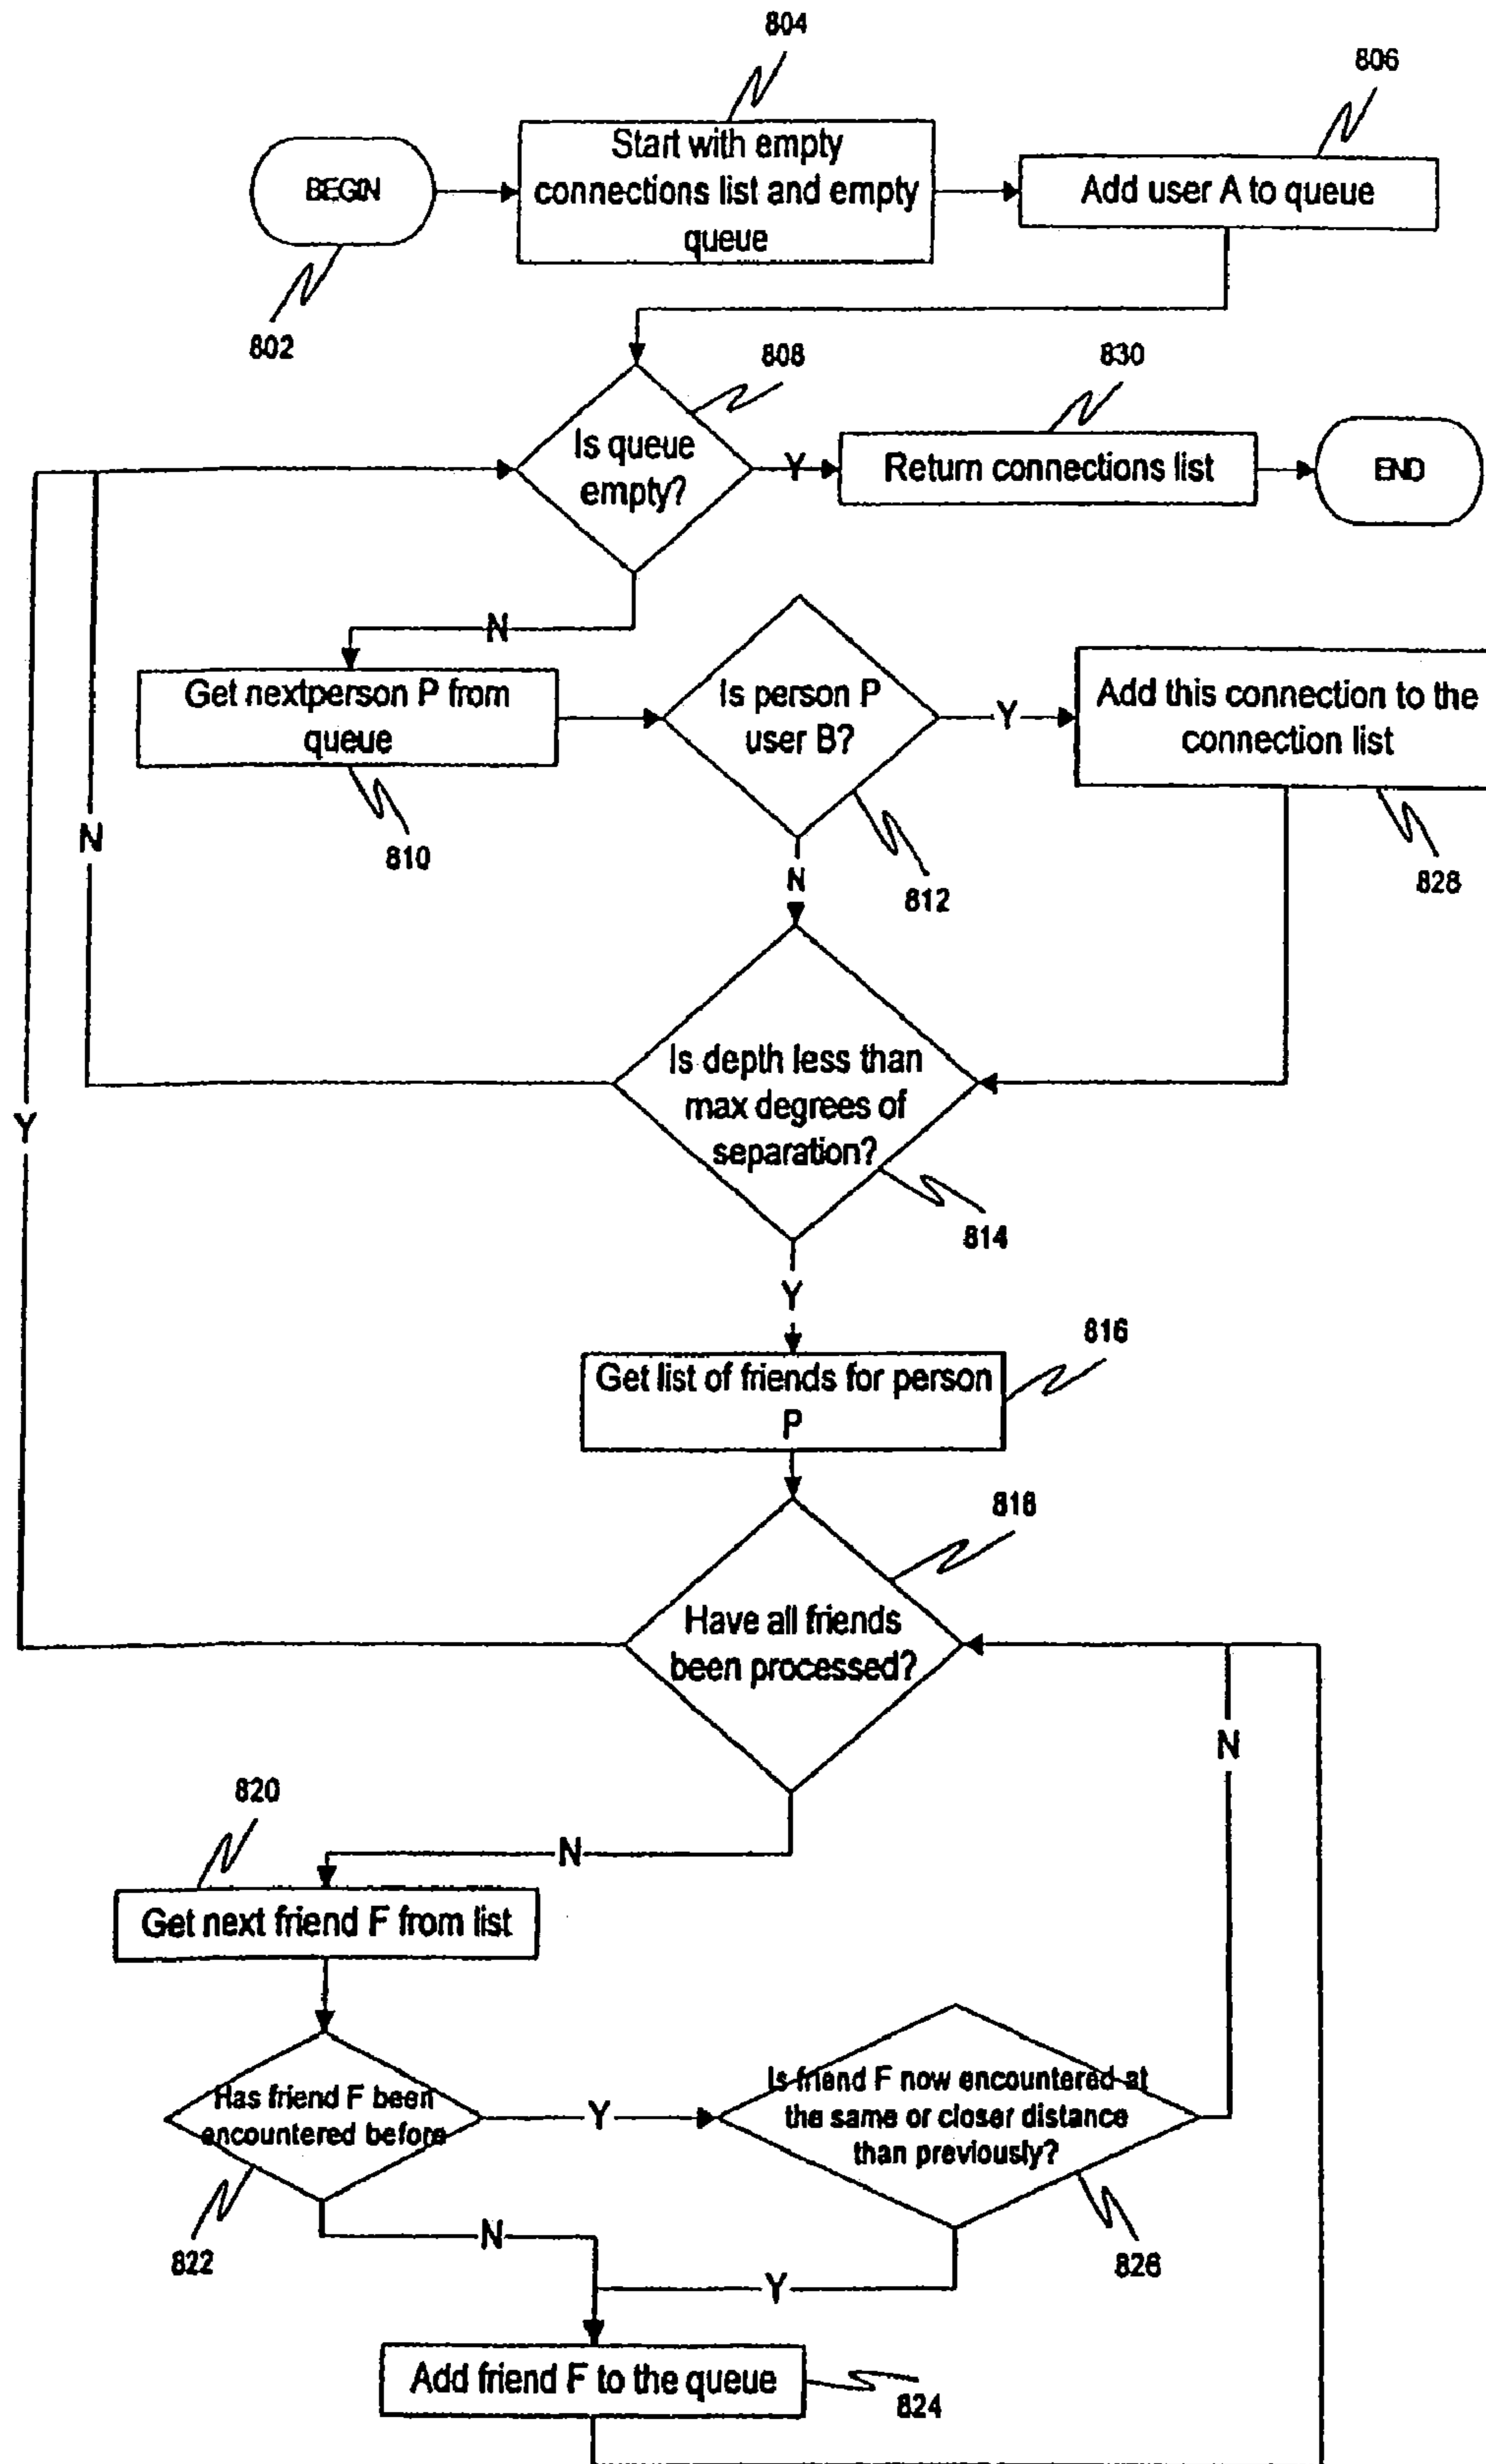 804
806
Start with empty
connections list and empty
queue
BEGIN
Add user A to queue
802
808
830
Is queue
empty?
Y
Return connections list
END
N
Get nextperson P from
queue
Is person P
user B?
Y
Add this connection to the
connection list
N
810
N
812
828
Is depth less than
max degrees of
separation?
Y
814
Y
816
Get list of friends for person
P
818
Have all friends
been processed?
N
820
N
Get next friend F from list
Has friend F been
encountered before
Y
Is friend F now encountered at
the same or closer distance
than previously?
822
N
826
Y
Add friend F to the queue
824